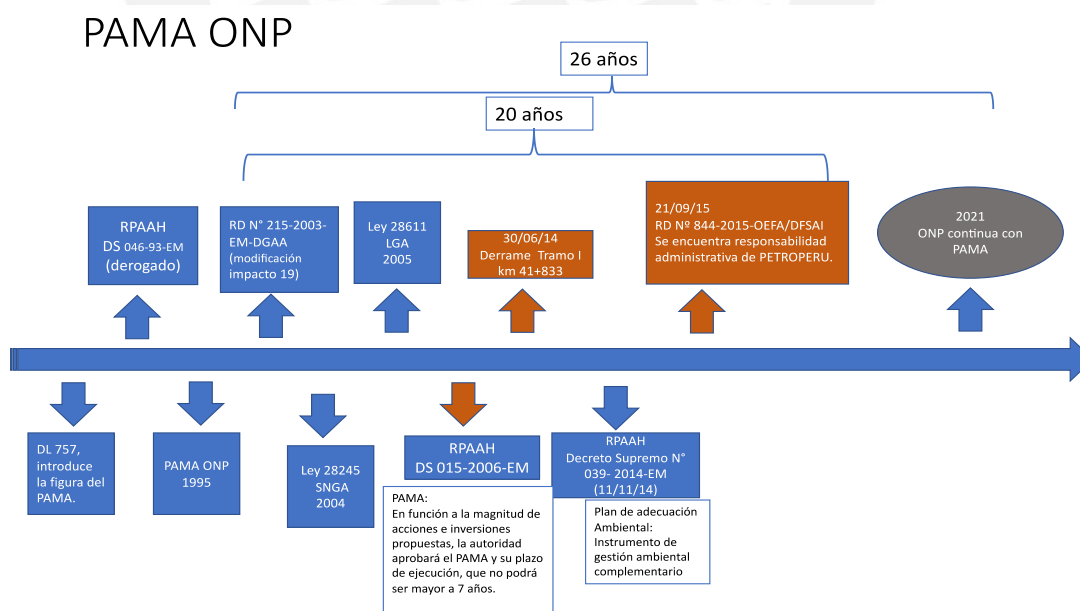 PAMA ONP
26 años
20 años
RPAAH
DS 046-93-EM
(derogado)
RD N° 215-2003-
EM-DGAA
(modificación
impacto 19)
Ley 28611
LGA
2005
30/06/14
Derrame Tramo I
km 41+833
21/09/15
RD Nº 844-2015-OEFA/DFSAI
Se encuentra responsabilidad
administrativa de PETROPERU.
2021
ONP continua con
PAMA
DL 757,
introduce
la figura del
PAMA.
PAMA ONP
1995
Ley 28245
SNGA
2004
RPAAH
DS 015-2006-EM
PAMA:
En función a la magnitud de
acciones e inversiones
propuestas, la autoridad
aprobará el PAMA y su plazo
de ejecución, que no podrá
ser mayor a 7 años.
RPAAH
Decreto Supremo N°
039- 2014-EM
(11/11/14)
Plan de adecuación
Ambiental:
Instrumento de
gestión ambiental
complementario